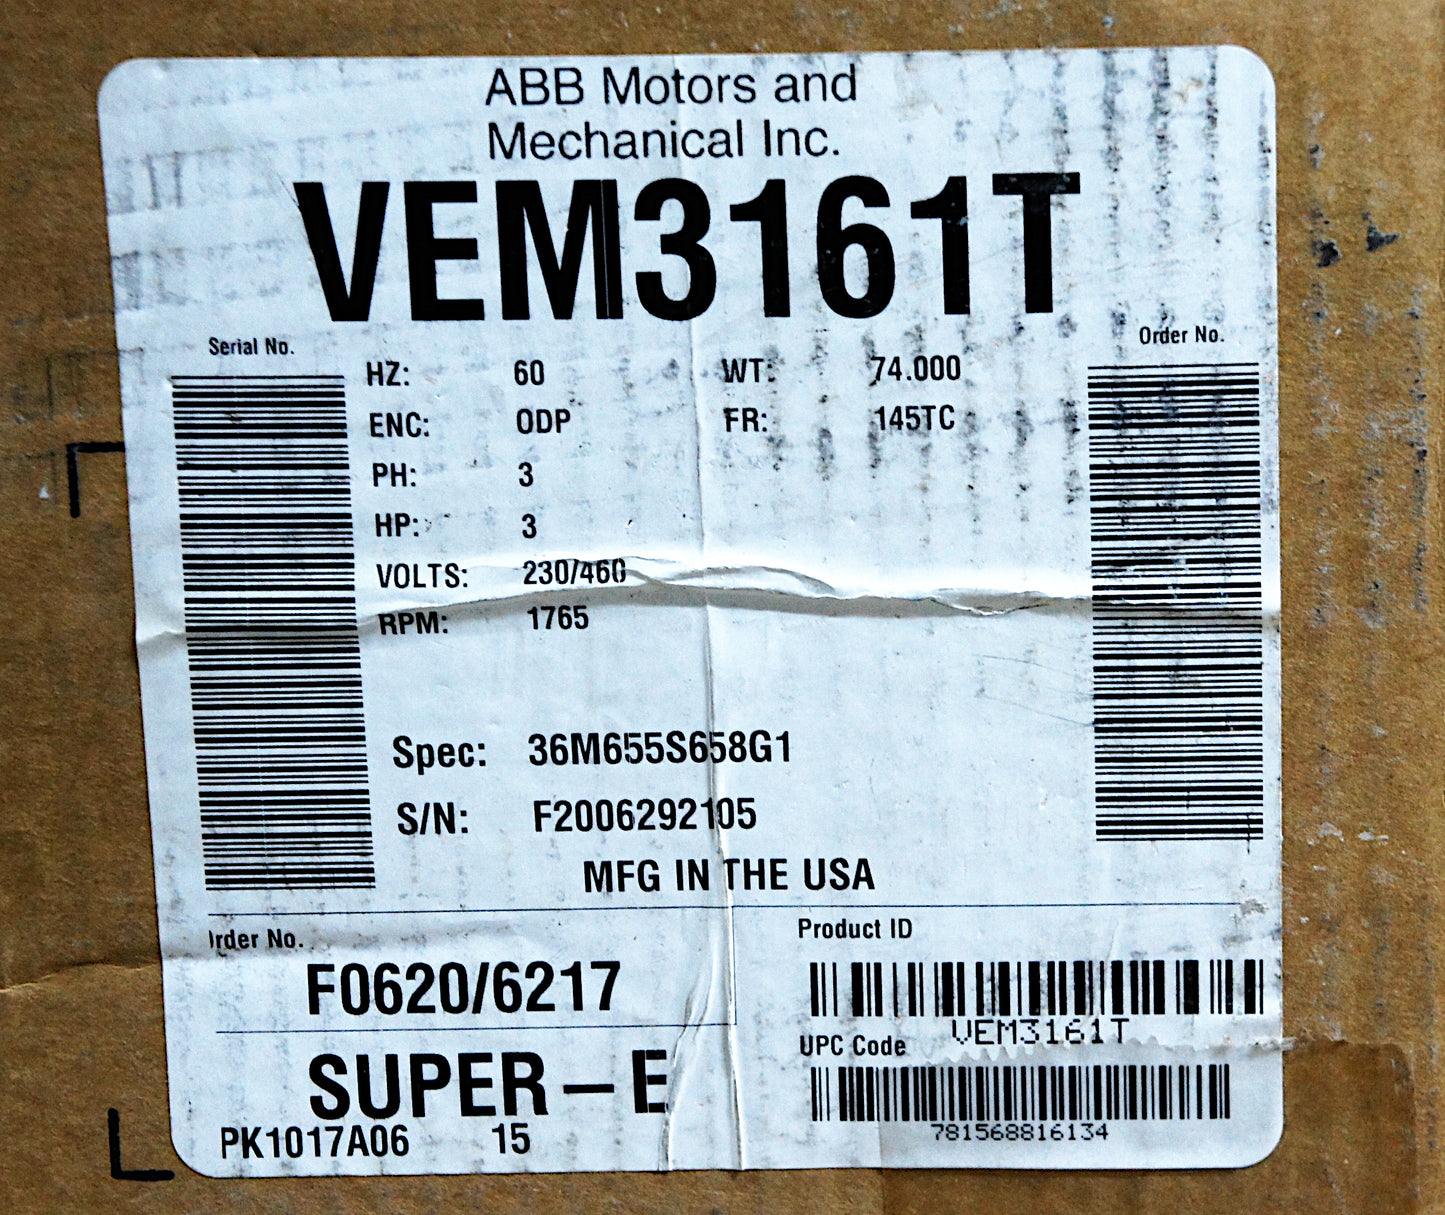 ABB Motors and
Mechanical Inc.
VEM3161T
Serial No.
Order No.
HZ: 60 WT: 74.000
ENC: ODP FR: 145TC
PH: 3
HP: 3
VOLTS: 230/460
RPM: 1765
Spec: 36M655S658G1
S/N: F2006292105
MFG IN THE USA
rder No.
F0620/6217
SUPER – E
PK1017A06 15
Product ID
VEM3161T
UPC Code
781568816134